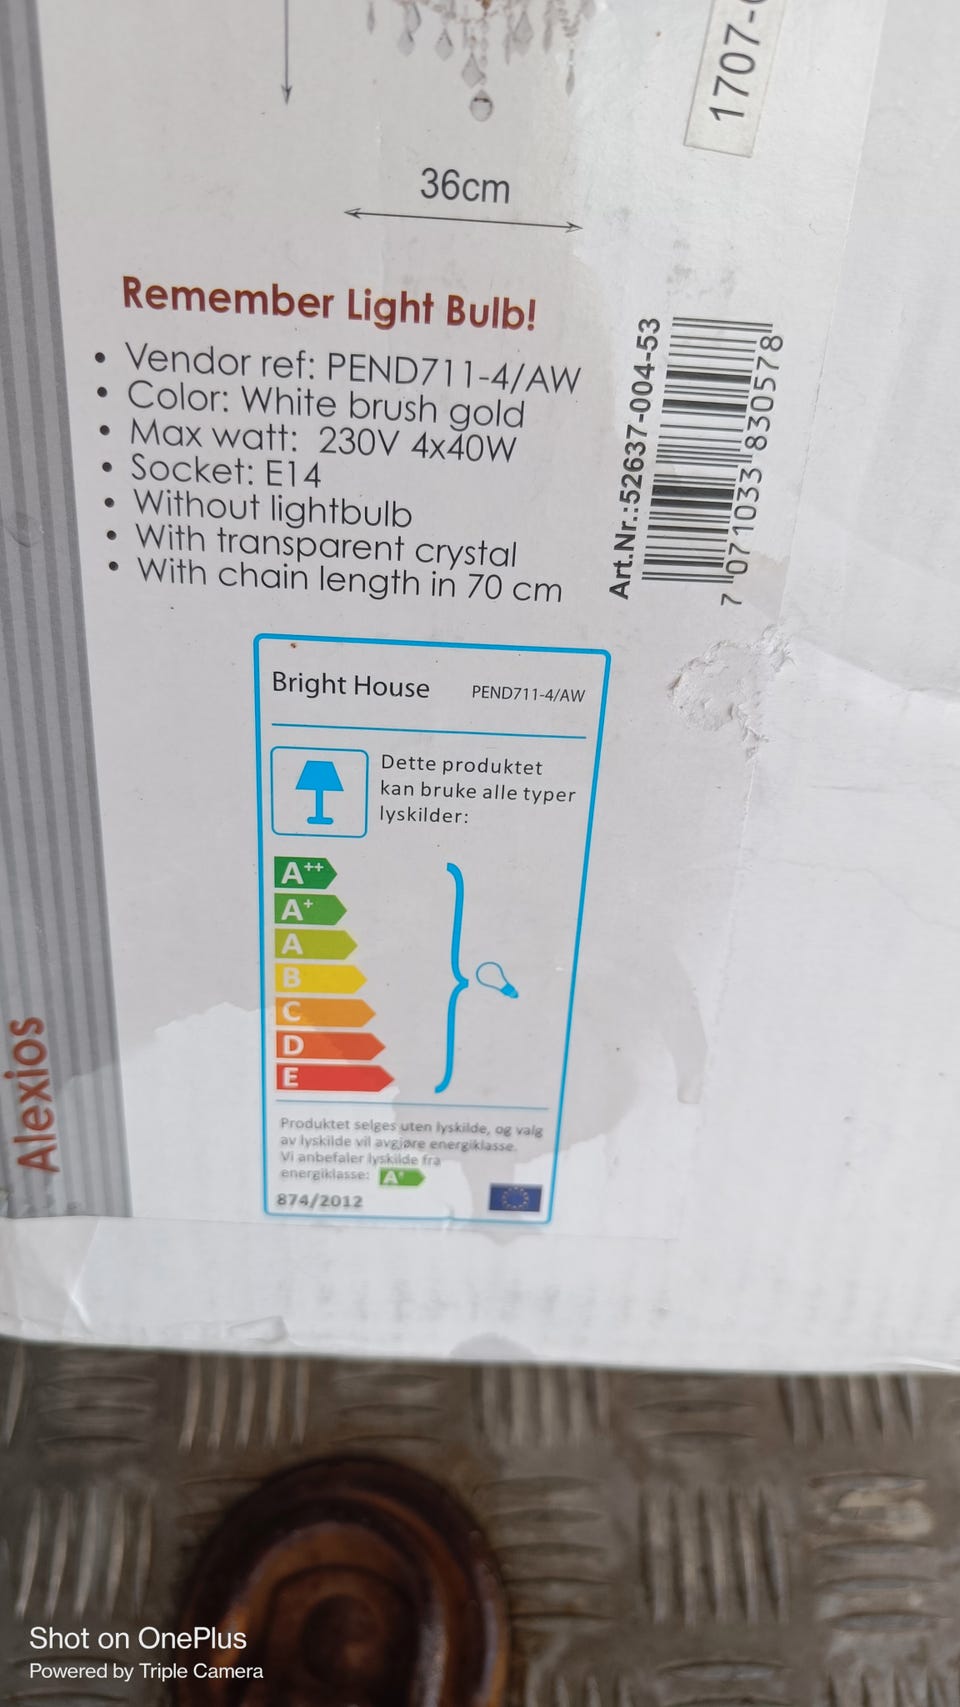 1707-
36cm
Remember Light Bulb!
• Vendor ref: PEND711-4/AW
• Color: White brush gold
• Max watt: 230V 4x40W
• Socket: E14
• Without lightbulb
• With transparent crystal
• With chain length in 70 cm
Art.Nr.:52637-004-53
7 071033 830578
Bright House PEND711-4/AW
Dette produktet
kan bruke alle typer
lyskilder:
A++
A+
A
B
C
D
E
Produktet selges uten lyskilde, og valg
av lyskilde vil avgjøre energiklasse.
Vi anbefaler lyskilde fra
energiklasse: A+
874/2012
Alexios
Shot on OnePlus
Powered by Triple Camera